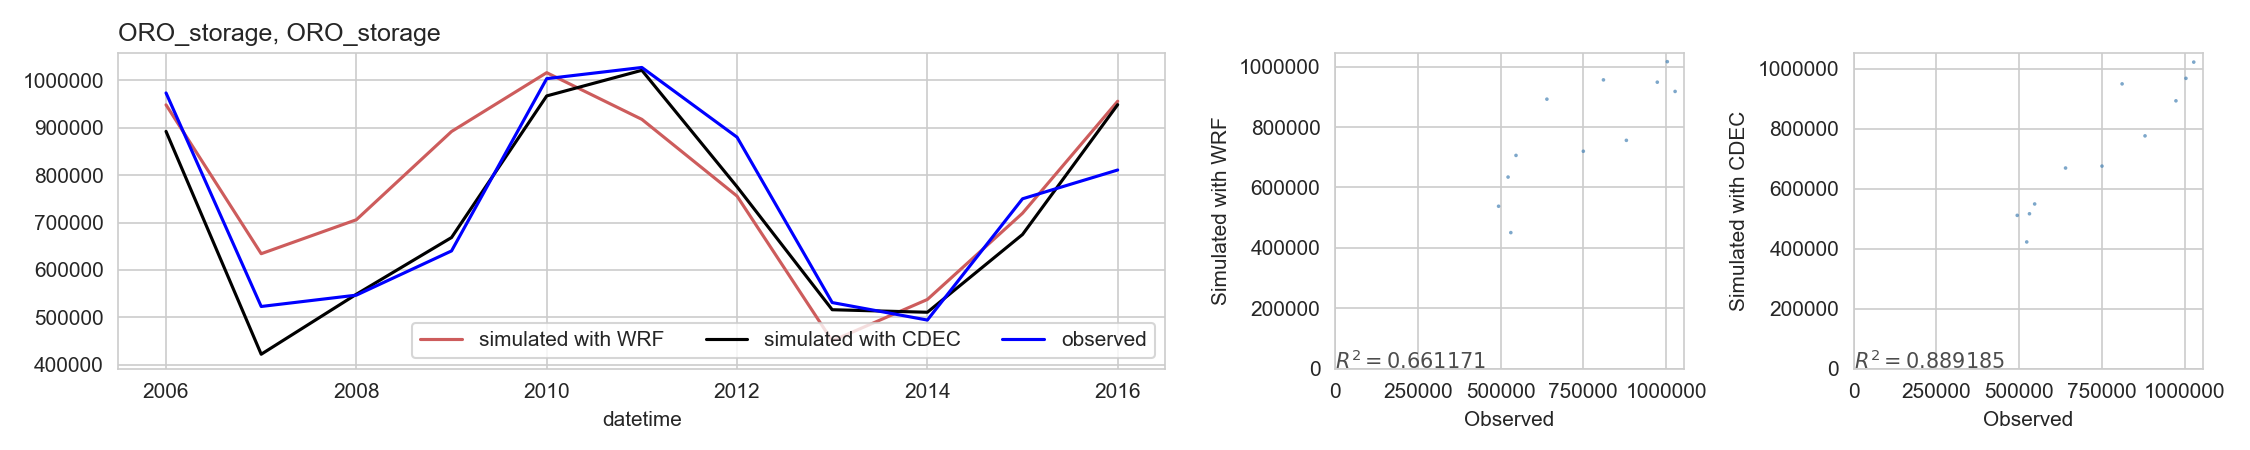 ORO_storage, ORO_storage
1000000
900000
800000
700000
600000
500000
400000
simulated with WRF
simulated with CDEC
observed
2006 2008 2010 2012 2014 2016
datetime
Simulated with WRF
1000000
800000
600000
400000
200000
0
R² = 0.661171
0 250000 500000 750000 1000000
Observed
Simulated with CDEC
1000000
800000
600000
400000
200000
0
R² = 0.889185
0 250000 500000 750000 1000000
Observed